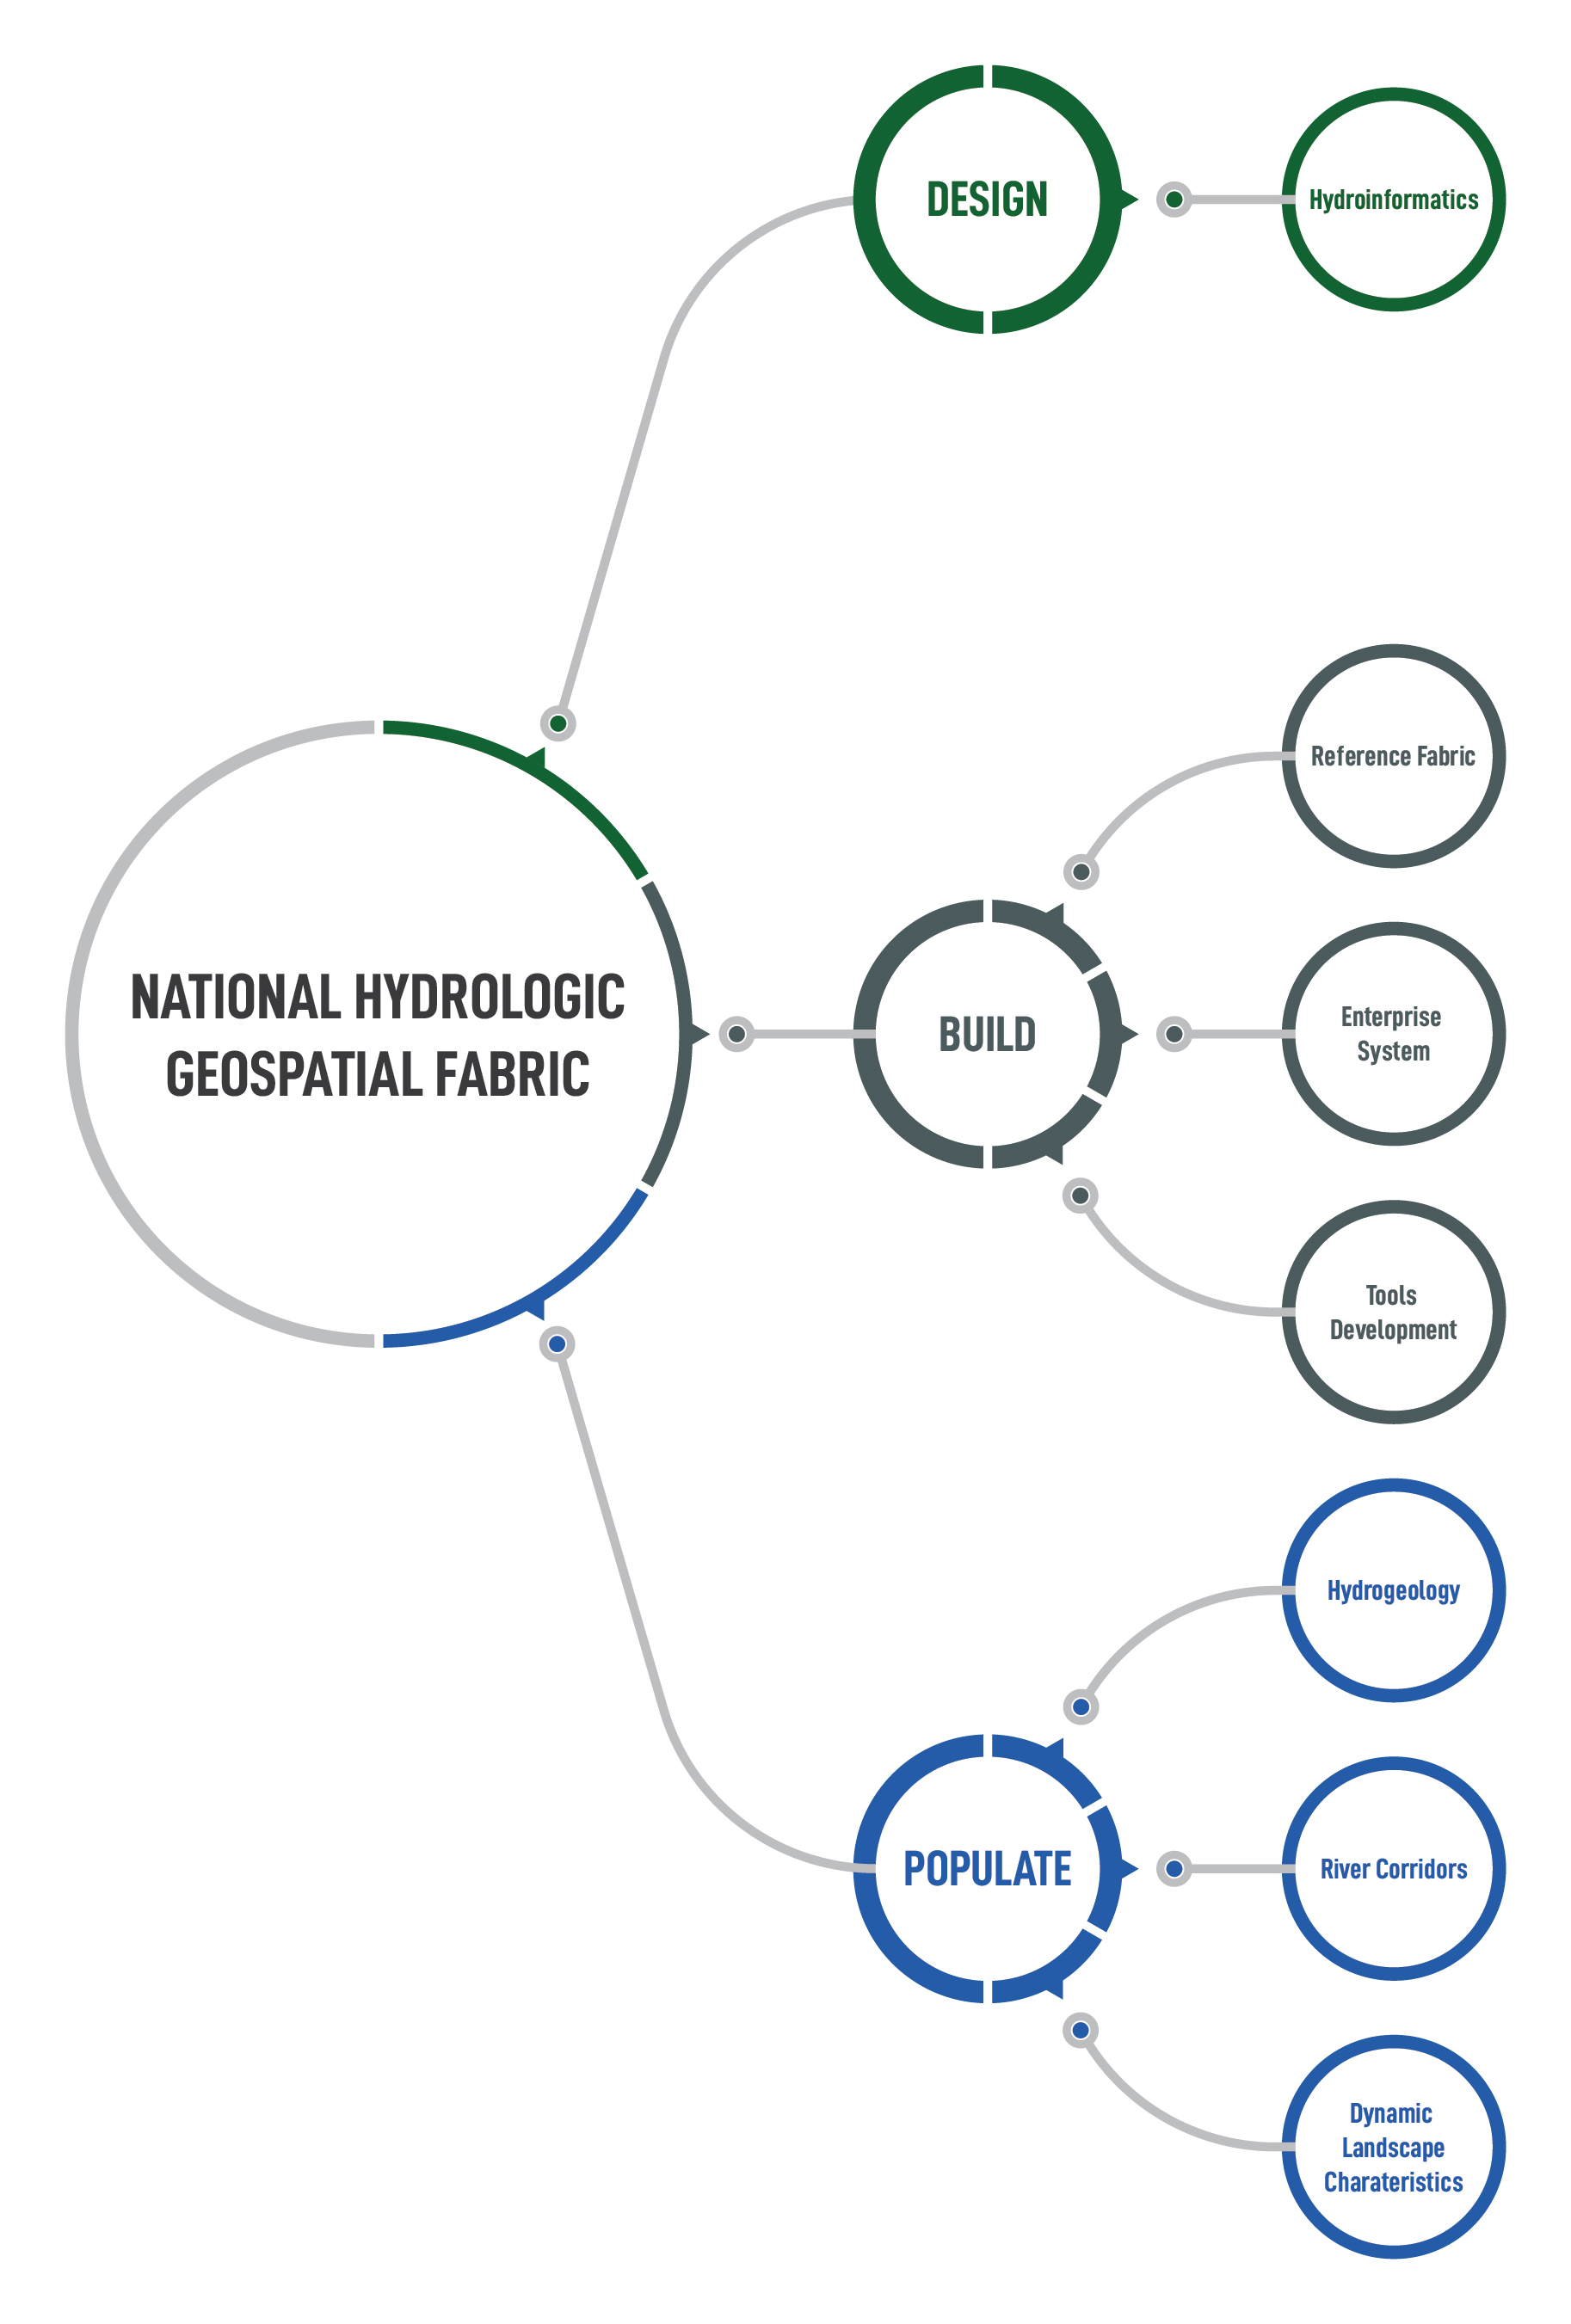 NATIONAL HYDROLOGIC
GEOSPATIAL FABRIC
DESIGN
Hydroinformatics
BUILD
Reference Fabric
Enterprise
System
Tools
Development
POPULATE
Hydrogeology
River Corridors
Dynamic
Landscape
Charateristics